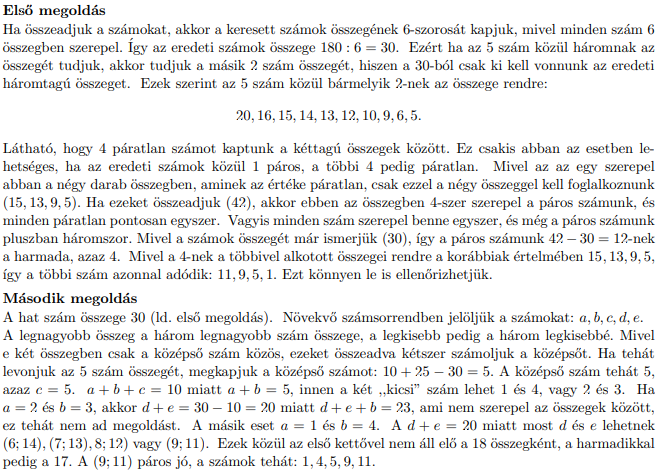 Első megoldás
Ha összeadjuk a számokat, akkor a keresett számok összegének 6-szorosát kapjuk, mivel minden szám 6
összegben szerepel. Így az eredeti számok összege 180 : 6 = 30. Ezért ha az 5 szám közül háromnak az
összegét tudjuk, akkor tudjuk a másik 2 szám összegét, hiszen a 30-ból csak ki kell vonnunk az eredeti
háromtagú összeget. Ezek szerint az 5 szám közül bármelyik 2-nek az összege rendre:
20, 16, 15, 14, 13, 12, 10, 9, 6, 5.
Látható, hogy 4 páratlan számot kaptunk a kéttagú összegek között. Ez csakis abban az esetben le-
hetséges, ha az eredeti számok közül 1 páros, a többi 4 pedig páratlan. Mivel az az egy szerepel
abban a négy darab összegben, aminek az értéke páratlan, csak ezzel a négy összeggel kell foglalkoznunk
(15, 13, 9, 5). Ha ezeket összeadjuk (42), akkor ebben az összegben 4-szer szerepel a páros számunk, és
minden páratlan pontosan egyszer. Vagyis minden szám szerepel benne egyszer, és még a páros számunk
pluszban háromszor. Mivel a számok összegét már ismerjük (30), így a páros számunk 42 − 30 = 12-nek
a harmada, azaz 4. Mivel a 4-nek a többivel alkotott összegei rendre a korábbiak értelmében 15, 13, 9, 5,
így a többi szám azonnal adódik: 11, 9, 5, 1. Ezt könnyen le is ellenőrizhetjük.
Második megoldás
A hat szám összege 30 (ld. első megoldás). Növekvő számsorrendben jelöljük a számokat: a, b, c, d, e.
A legnagyobb összeg a három legnagyobb szám összege, a legkisebb pedig a három legkisebbé. Mivel
e két összegben csak a középső szám közös, ezeket összeadva kétszer számoljuk a középsőt. Ha tehát
levonjuk az 5 szám összegét, megkapjuk a középső számot: 10 + 25 − 30 = 5. A középső szám tehát 5,
azaz c = 5. a + b + c = 10 miatt a + b = 5, innen a két ,,kicsi" szám lehet 1 és 4, vagy 2 és 3. Ha
a = 2 és b = 3, akkor d + e = 30 − 10 = 20 miatt d + e + b = 23, ami nem szerepel az összegek között,
ez tehát nem ad megoldást. A másik eset a = 1 és b = 4. A d + e = 20 miatt most d és e lehetnek
(6; 14), (7; 13), 8; 12) vagy (9; 11). Ezek közül az első kettővel nem áll elő a 18 összegként, a harmadikkal
pedig a 17. A (9; 11) páros jó, a számok tehát: 1, 4, 5, 9, 11.